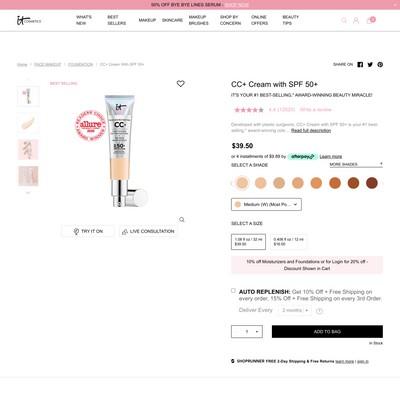 50% OFF BYE BYE LINES SERUM - SHOP NOW
it COSMETICS
WHAT'S NEW
BEST SELLERS
MAKEUP
SKINCARE
MAKEUP BRUSHES
SHOP BY CONCERN
ONLINE OFFERS
BEAUTY TIPS
Home / FACE MAKEUP / FOUNDATION / CC+ Cream with SPF 50+
SHARE ON
BEST SELLING
allure
CC+
50+
CC+ Cream with SPF 50+
IT'S YOUR #1 BEST-SELLING,* AWARD-WINNING BEAUTY MIRACLE!
Write a review
Developed with plastic surgeons, CC+ Cream with SPF 50+ is your #1 best-
selling,* award-winning cole... Read full description
$39.50
or 4 installments of $9.88 by afterpay Learn more
SELECT A SHADE
MORE SHADES
Medium (W) (Most Po...
SELECT A SIZE
1.08 fl oz / 32 ml
$39.50
0.406 fl oz / 12 ml
$16.00
10% off Moisturizers and Foundations or for Login for 20% off -
Discount Shown in Cart
TRY IT ON
LIVE CONSULTATION
AUTO REPLENISH: Get 10% Off + Free Shipping on
every order, 15% Off + Free Shipping on every 3rd Order.
Deliver Every
2 months
?
1
ADD TO BAG
In Stock
SHOPRUNNER FREE 2-Day Shipping & Free Returns learn more | sign in